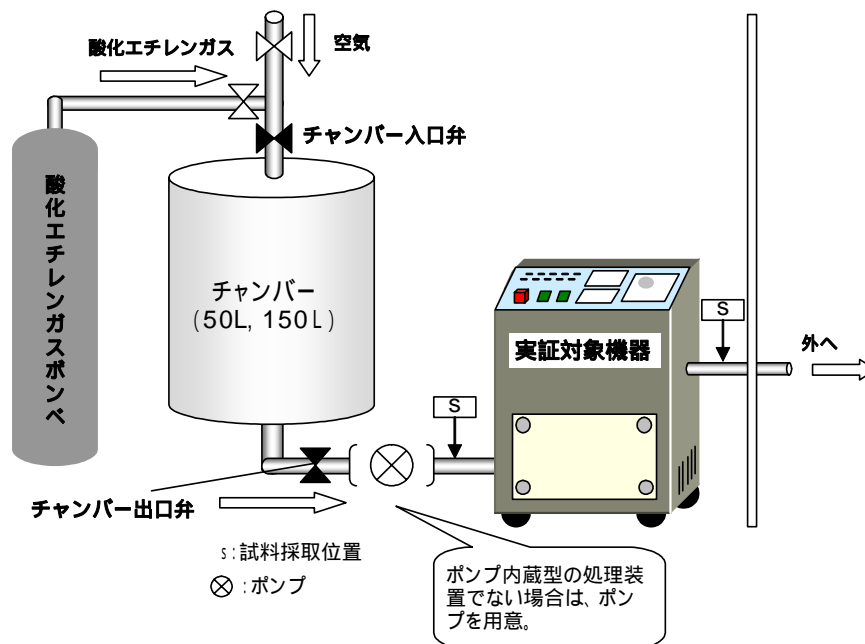 酸化エチレンガス
空気
チャンバー入口弁
酸化エチレンガスボンベ
チャンバー
(50L, 150L)
S
実証対象機器
外へ
S
チャンバー出口弁
s:試料採取位置
:ポンプ
ポンプ内蔵型の処理装
置でない場合は、ポン
プを用意。